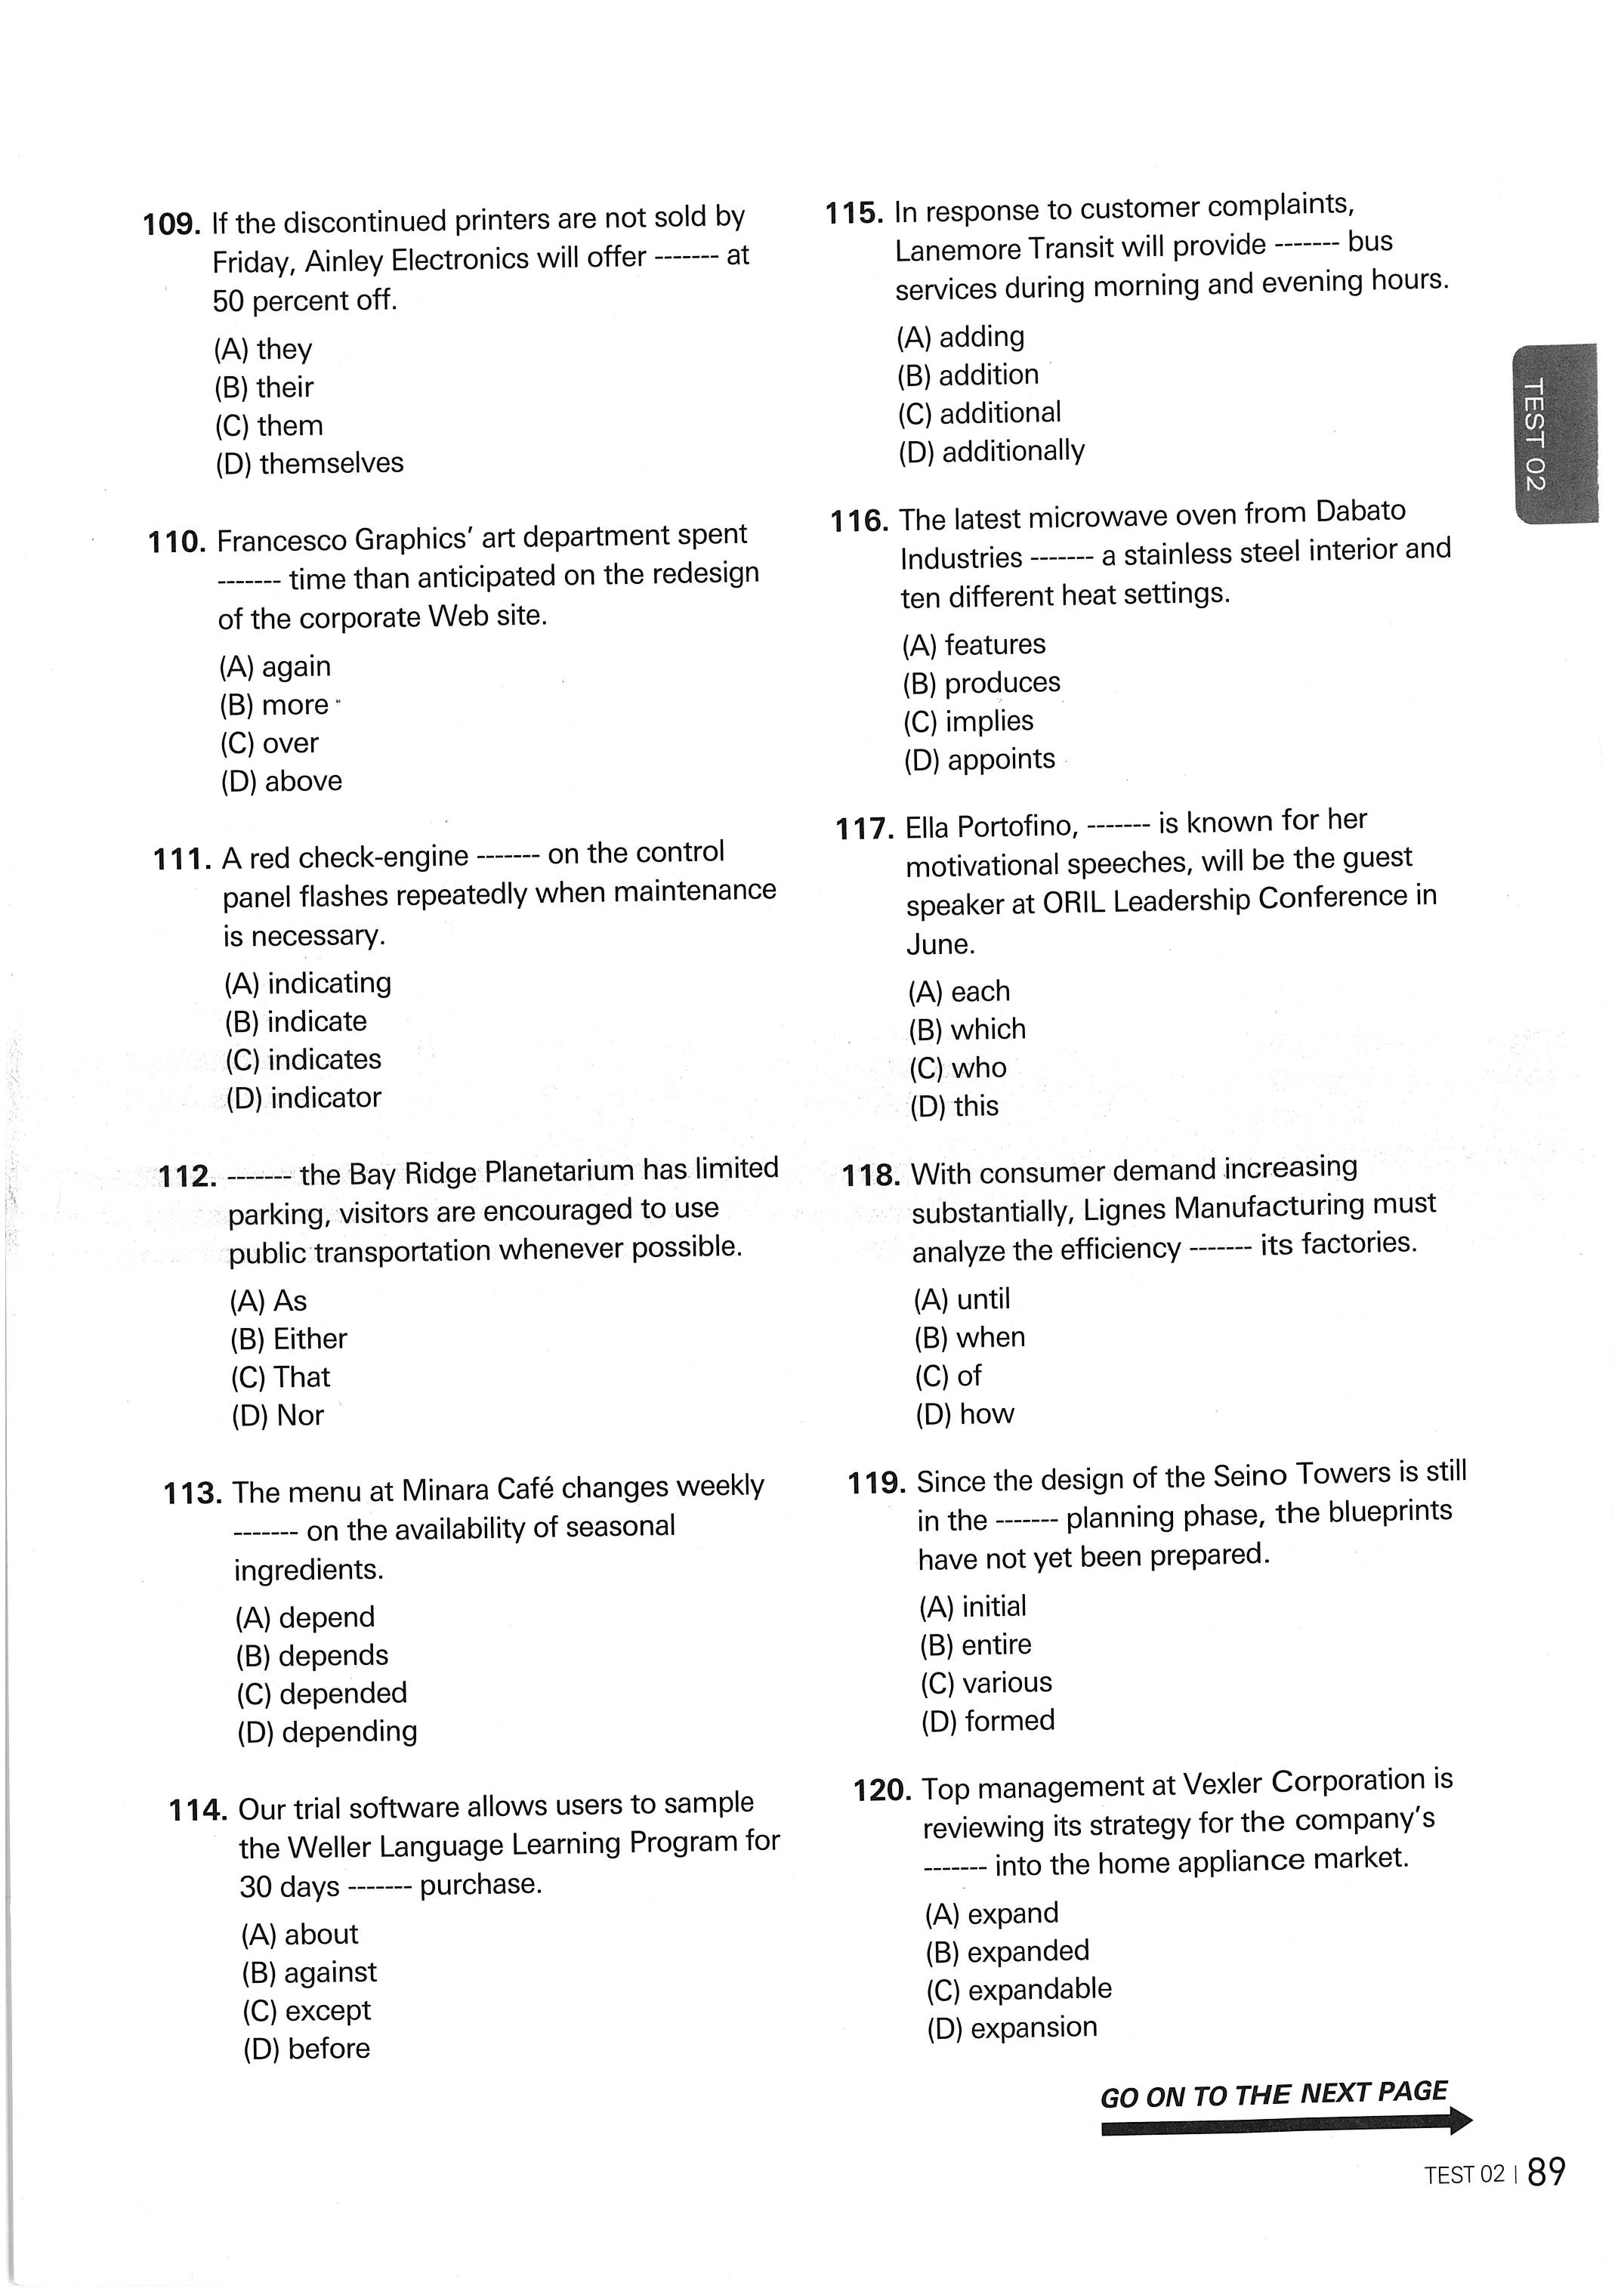 109. If the discontinued printers are not sold by
Friday, Ainley Electronics will offer ------- at
50 percent off.
(A) they
(B) their
(C) them
(D) themselves
110. Francesco Graphics' art department spent
------- time than anticipated on the redesign
of the corporate Web site.
(A) again
(B) more
(C) over
(D) above
111. A red check-engine ------- on the control
panel flashes repeatedly when maintenance
is necessary.
(A) indicating
(B) indicate
(C) indicates
(D) indicator
112. ------- the Bay Ridge Planetarium has limited
parking, visitors are encouraged to use
public transportation whenever possible.
(A) As
(B) Either
(C) That
(D) Nor
113. The menu at Minara Café changes weekly
------- on the availability of seasonal
ingredients.
(A) depend
(B) depends
(C) depended
(D) depending
114. Our trial software allows users to sample
the Weller Language Learning Program for
30 days ------- purchase.
(A) about
(B) against
(C) except
(D) before
115. In response to customer complaints,
Lanemore Transit will provide ------- bus
services during morning and evening hours.
(A) adding
(B) addition
(C) additional
(D) additionally
116. The latest microwave oven from Dabato
Industries ------- a stainless steel interior and
ten different heat settings.
(A) features
(B) produces
(C) implies
(D) appoints
117. Ella Portofino, ------- is known for her
motivational speeches, will be the guest
speaker at ORIL Leadership Conference in
June.
(A) each
(B) which
(C) who
(D) this
118. With consumer demand increasing
substantially, Lignes Manufacturing must
analyze the efficiency ------- its factories.
(A) until
(B) when
(C) of
(D) how
119. Since the design of the Seino Towers is still
in the ------- planning phase, the blueprints
have not yet been prepared.
(A) initial
(B) entire
(C) various
(D) formed
120. Top management at Vexler Corporation is
reviewing its strategy for the company's
------- into the home appliance market.
(A) expand
(B) expanded
(C) expandable
(D) expansion
TEST 02
GO ON TO THE NEXT PAGE
TEST 02 | 89